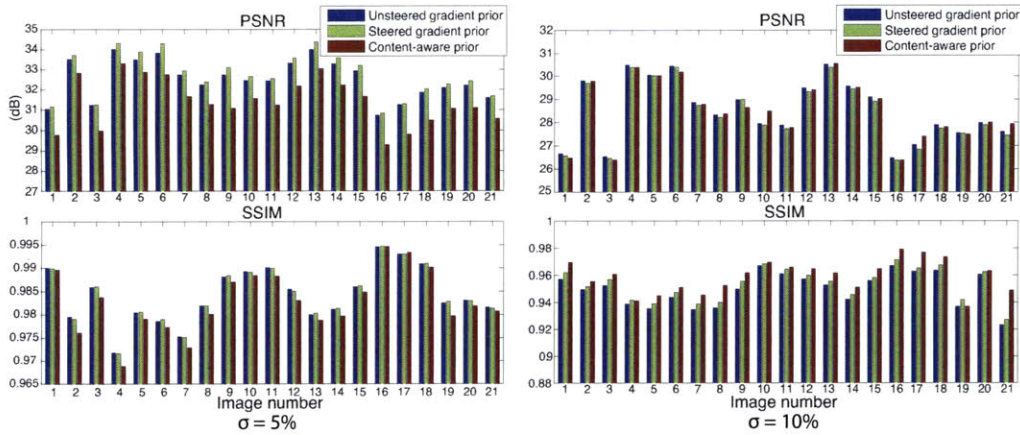 PSNR
Unsteered gradient prior
Steered gradient prior
Content-aware prior
35
34
33
32
31
30
29
28
27
(dB)
1 2 3 4 5 6 7 8 9 10 11 12 13 14 15 16 17 18 19 20 21
SSIM
1
0.995
0.99
0.985
0.98
0.975
0.97
0.965
1 2 3 4 5 6 7 8 9 10 11 12 13 14 15 16 17 18 19 20 21
Image number
σ = 5%
PSNR
Unsteered gradient prior
Steered gradient prior
Content-aware prior
32
31
30
29
28
27
26
25
1 2 3 4 5 6 7 8 9 10 11 12 13 14 15 16 17 18 19 20 21
SSIM
1
0.98
0.96
0.94
0.92
0.9
0.88
1 2 3 4 5 6 7 8 9 10 11 12 13 14 15 16 17 18 19 20 21
Image number
σ = 10%